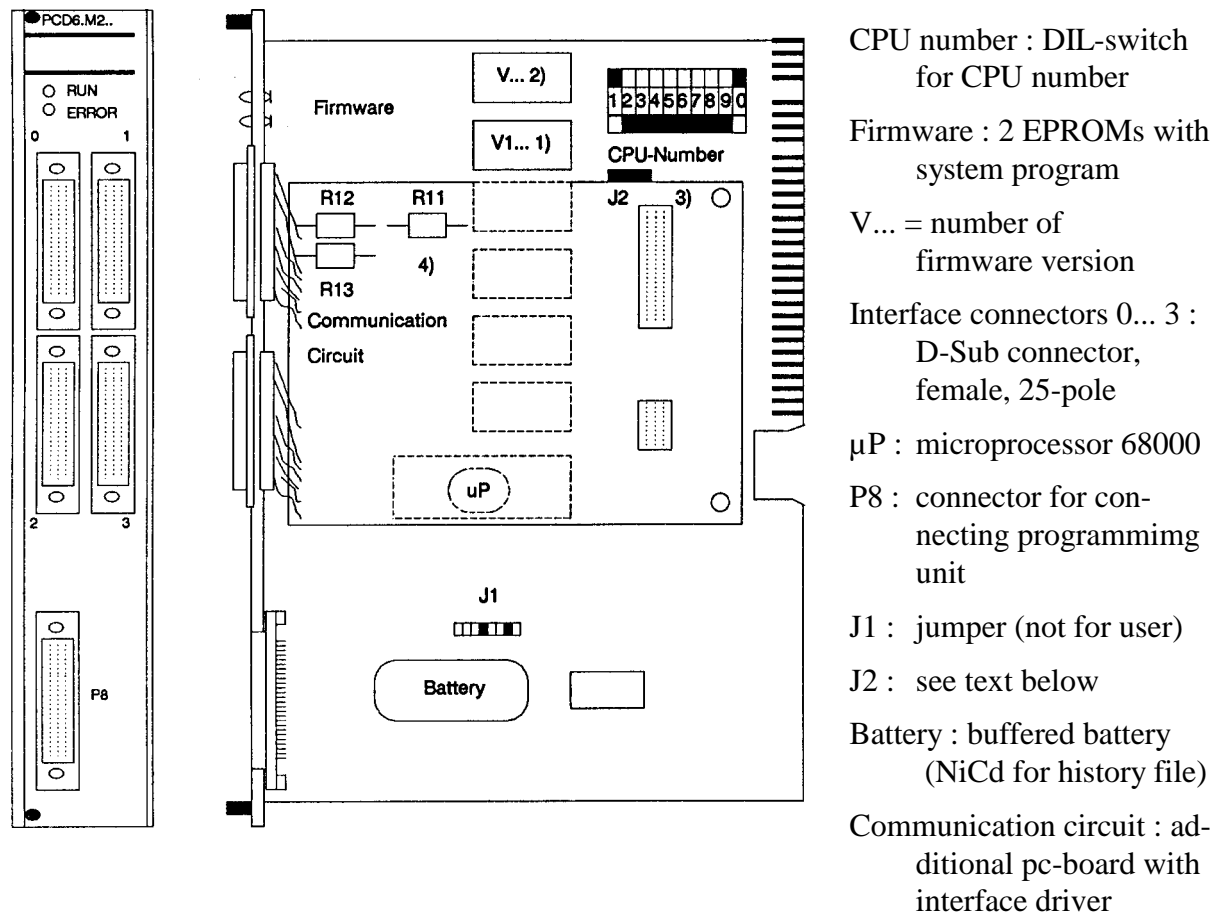 PCD6.M2..
RUN
ERROR
0 1
2 3
P8
Firmware
V... 2)
V1... 1)
1234567890
CPU-Number
J2 3)
R12 R11
4)
R13
Communication
Circuit
uP
J1
Battery
CPU number : DIL-switch
for CPU number
Firmware : 2 EPROMs with
system program
V... = number of
firmware version
Interface connectors 0... 3 :
D-Sub connector,
female, 25-pole
µP : microprocessor 68000
P8 : connector for con-
necting programmimg
unit
J1 : jumper (not for user)
J2 : see text below
Battery : buffered battery
(NiCd for history file)
Communication circuit : ad-
ditional pc-board with
interface driver